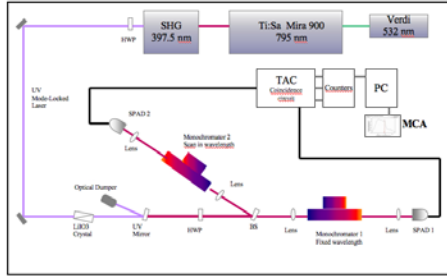 SHG
397.5 nm
Ti:Sa Mira 900
795 nm
Verdi
532 nm
HWP
TAC
Coincidence
circuit
Counters
PC
MCA
UV
Mode-Locked
Laser
SPAD 2
Lens
Monochromator 2
Scan in wavelength
Lens
Optical Dumper
Monochromator 1
Fixed wavelength
LiIO3
Crystal
UV
Mirror
HWP
BS
Lens
Lens
SPAD 1